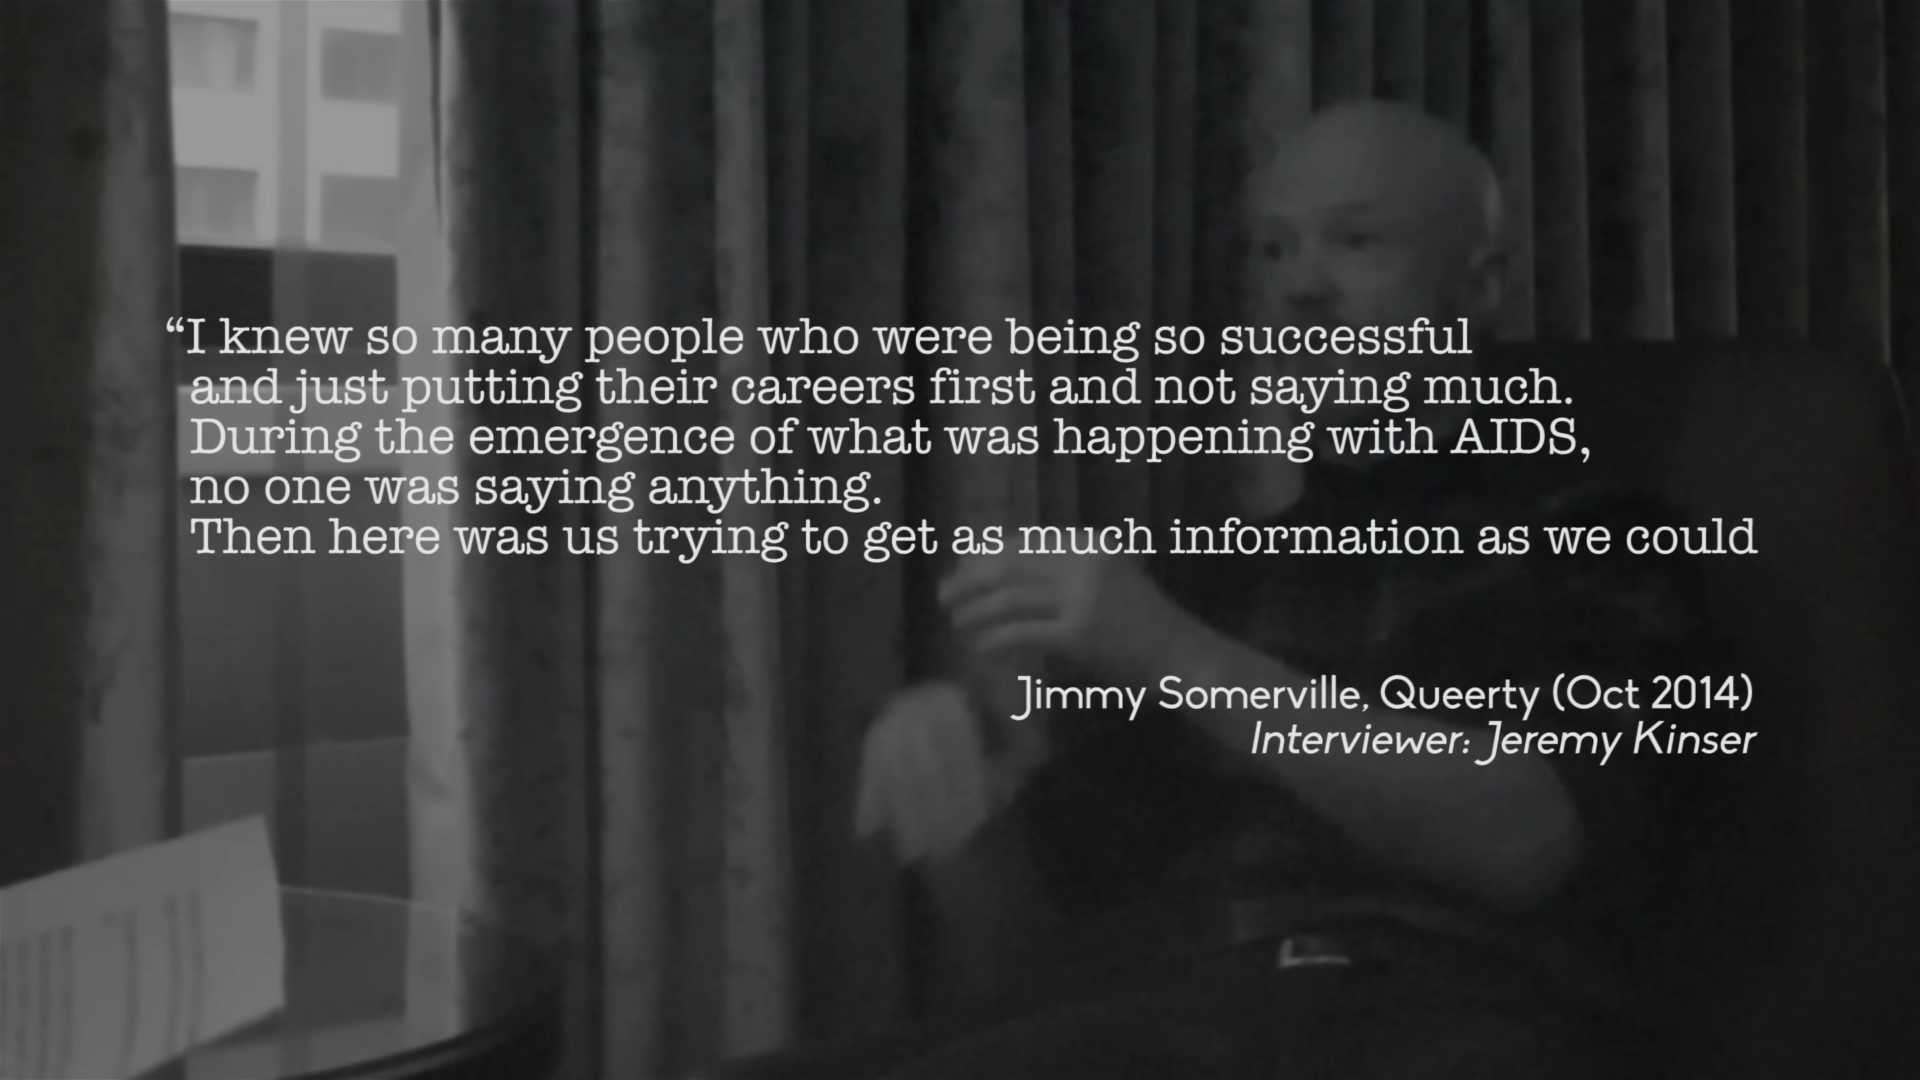 “I knew so many people who were being so successful
and just putting their careers first and not saying much.
During the emergence of what was happening with AIDS,
no one was saying anything.
Then here was us trying to get as much information as we could
Jimmy Somerville, Queerty (Oct 2014)
Interviewer: Jeremy Kinser